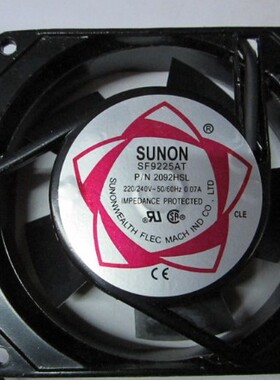 SUNON
SF9225AT
P/N 2092HSL
220/240V~50/60Hz 0.07A
IMPEDANCE PROTECTED
®
SUNONWEALTH ELEC MACH IND CO., LTD
CLE
CE